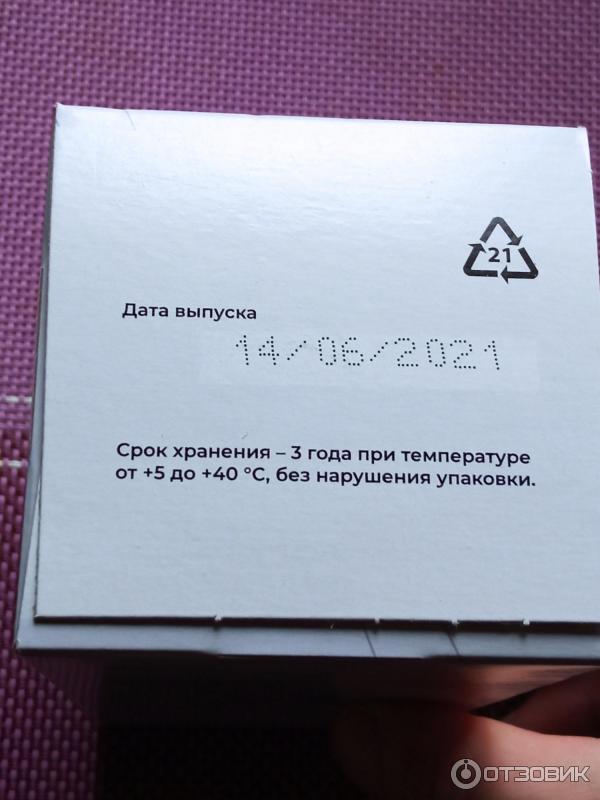 21
Дата выпуска
14/06/2021
Срок хранения – 3 года при температуре
от +5 до +40 °С, без нарушения упаковки.
ОТЗОВИК